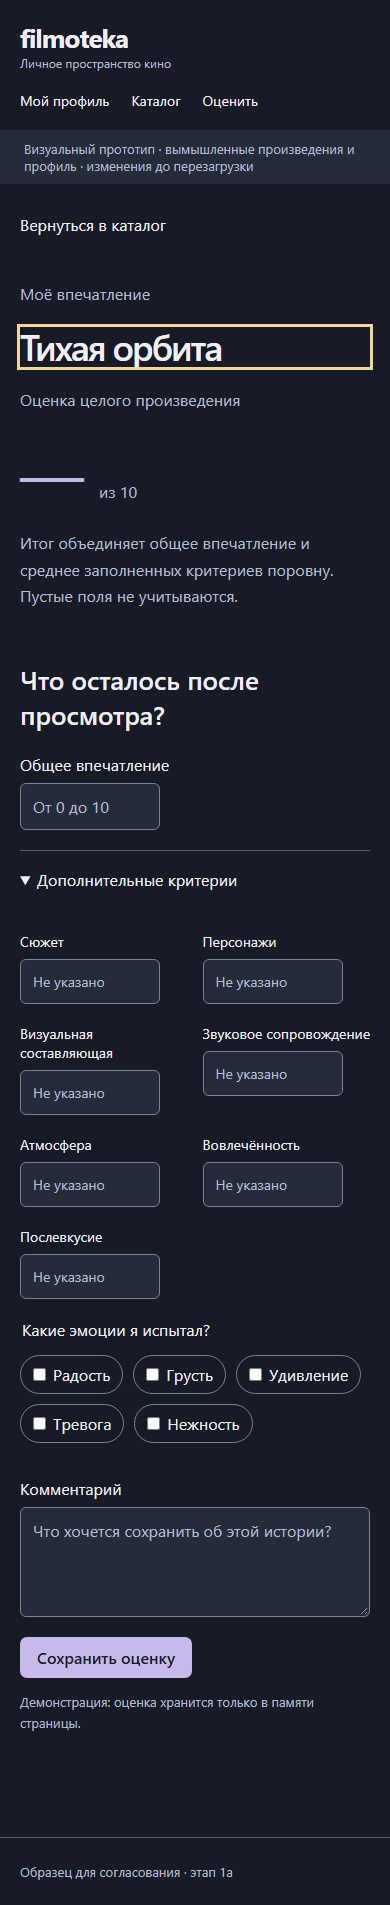 filmoteka
Личное пространство кино
Мой профиль Каталог Оценить
Визуальный прототип · вымышленные произведения и
профиль · изменения до перезагрузки
Вернуться в каталог
Моё впечатление
Тихая орбита
Оценка целого произведения
из 10
Итог объединяет общее впечатление и
среднее заполненных критериев поровну.
Пустые поля не учитываются.
Что осталось после
просмотра?
Общее впечатление
От 0 до 10
Дополнительные критерии
Сюжет
Не указано
Персонажи
Не указано
Визуальная
составляющая
Не указано
Звуковое сопровождение
Не указано
Атмосфера
Не указано
Вовлечённость
Не указано
Послевкусие
Не указано
Какие эмоции я испытал?
Радость Грусть Удивление
Тревога Нежность
Комментарий
Что хочется сохранить об этой истории?
Сохранить оценку
Демонстрация: оценка хранится только в памяти
страницы.
Образец для согласования · этап 1а